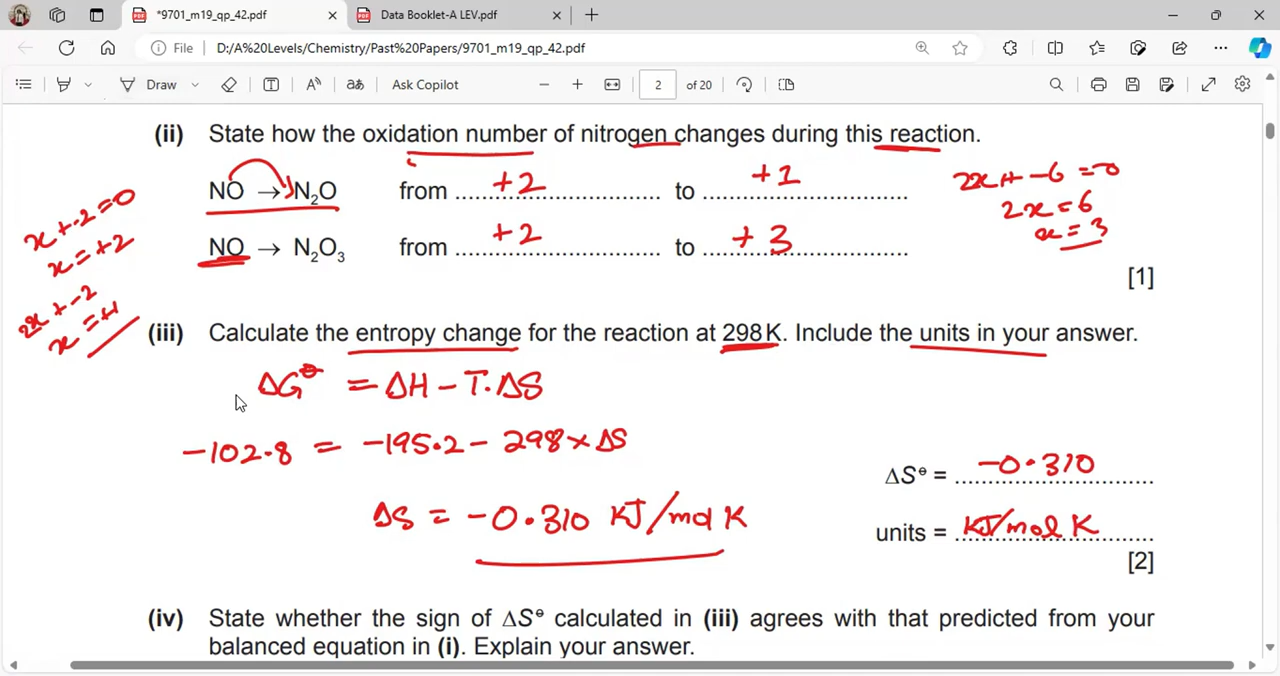 *9701_m19_qp_42.pdf
Data Booklet-A LEV.pdf
File D:/A%20Levels/Chemistry/Past%20Papers/9701_m19_qp_42.pdf
Draw
Ask Copilot
2 of 20
(ii) State how the oxidation number of nitrogen changes during this reaction.
NO → N₂O from +2 to +1
NO → N₂O₃ from +2 to +3
[1]
x + -2 = 0
x = +2
2x + -2
x = +1
2x + -6 = 0
2x = 6
x = 3
(iii) Calculate the entropy change for the reaction at 298 K. Include the units in your answer.
ΔG⦵ = ΔH – T.ΔS
-102.8 = -195.2 - 298 × ΔS
ΔS = -0.310 KJ/mol K
ΔS⦵ = -0.310
units = KJ/mol K
[2]
(iv) State whether the sign of ΔS⦵ calculated in (iii) agrees with that predicted from your
balanced equation in (i). Explain your answer.